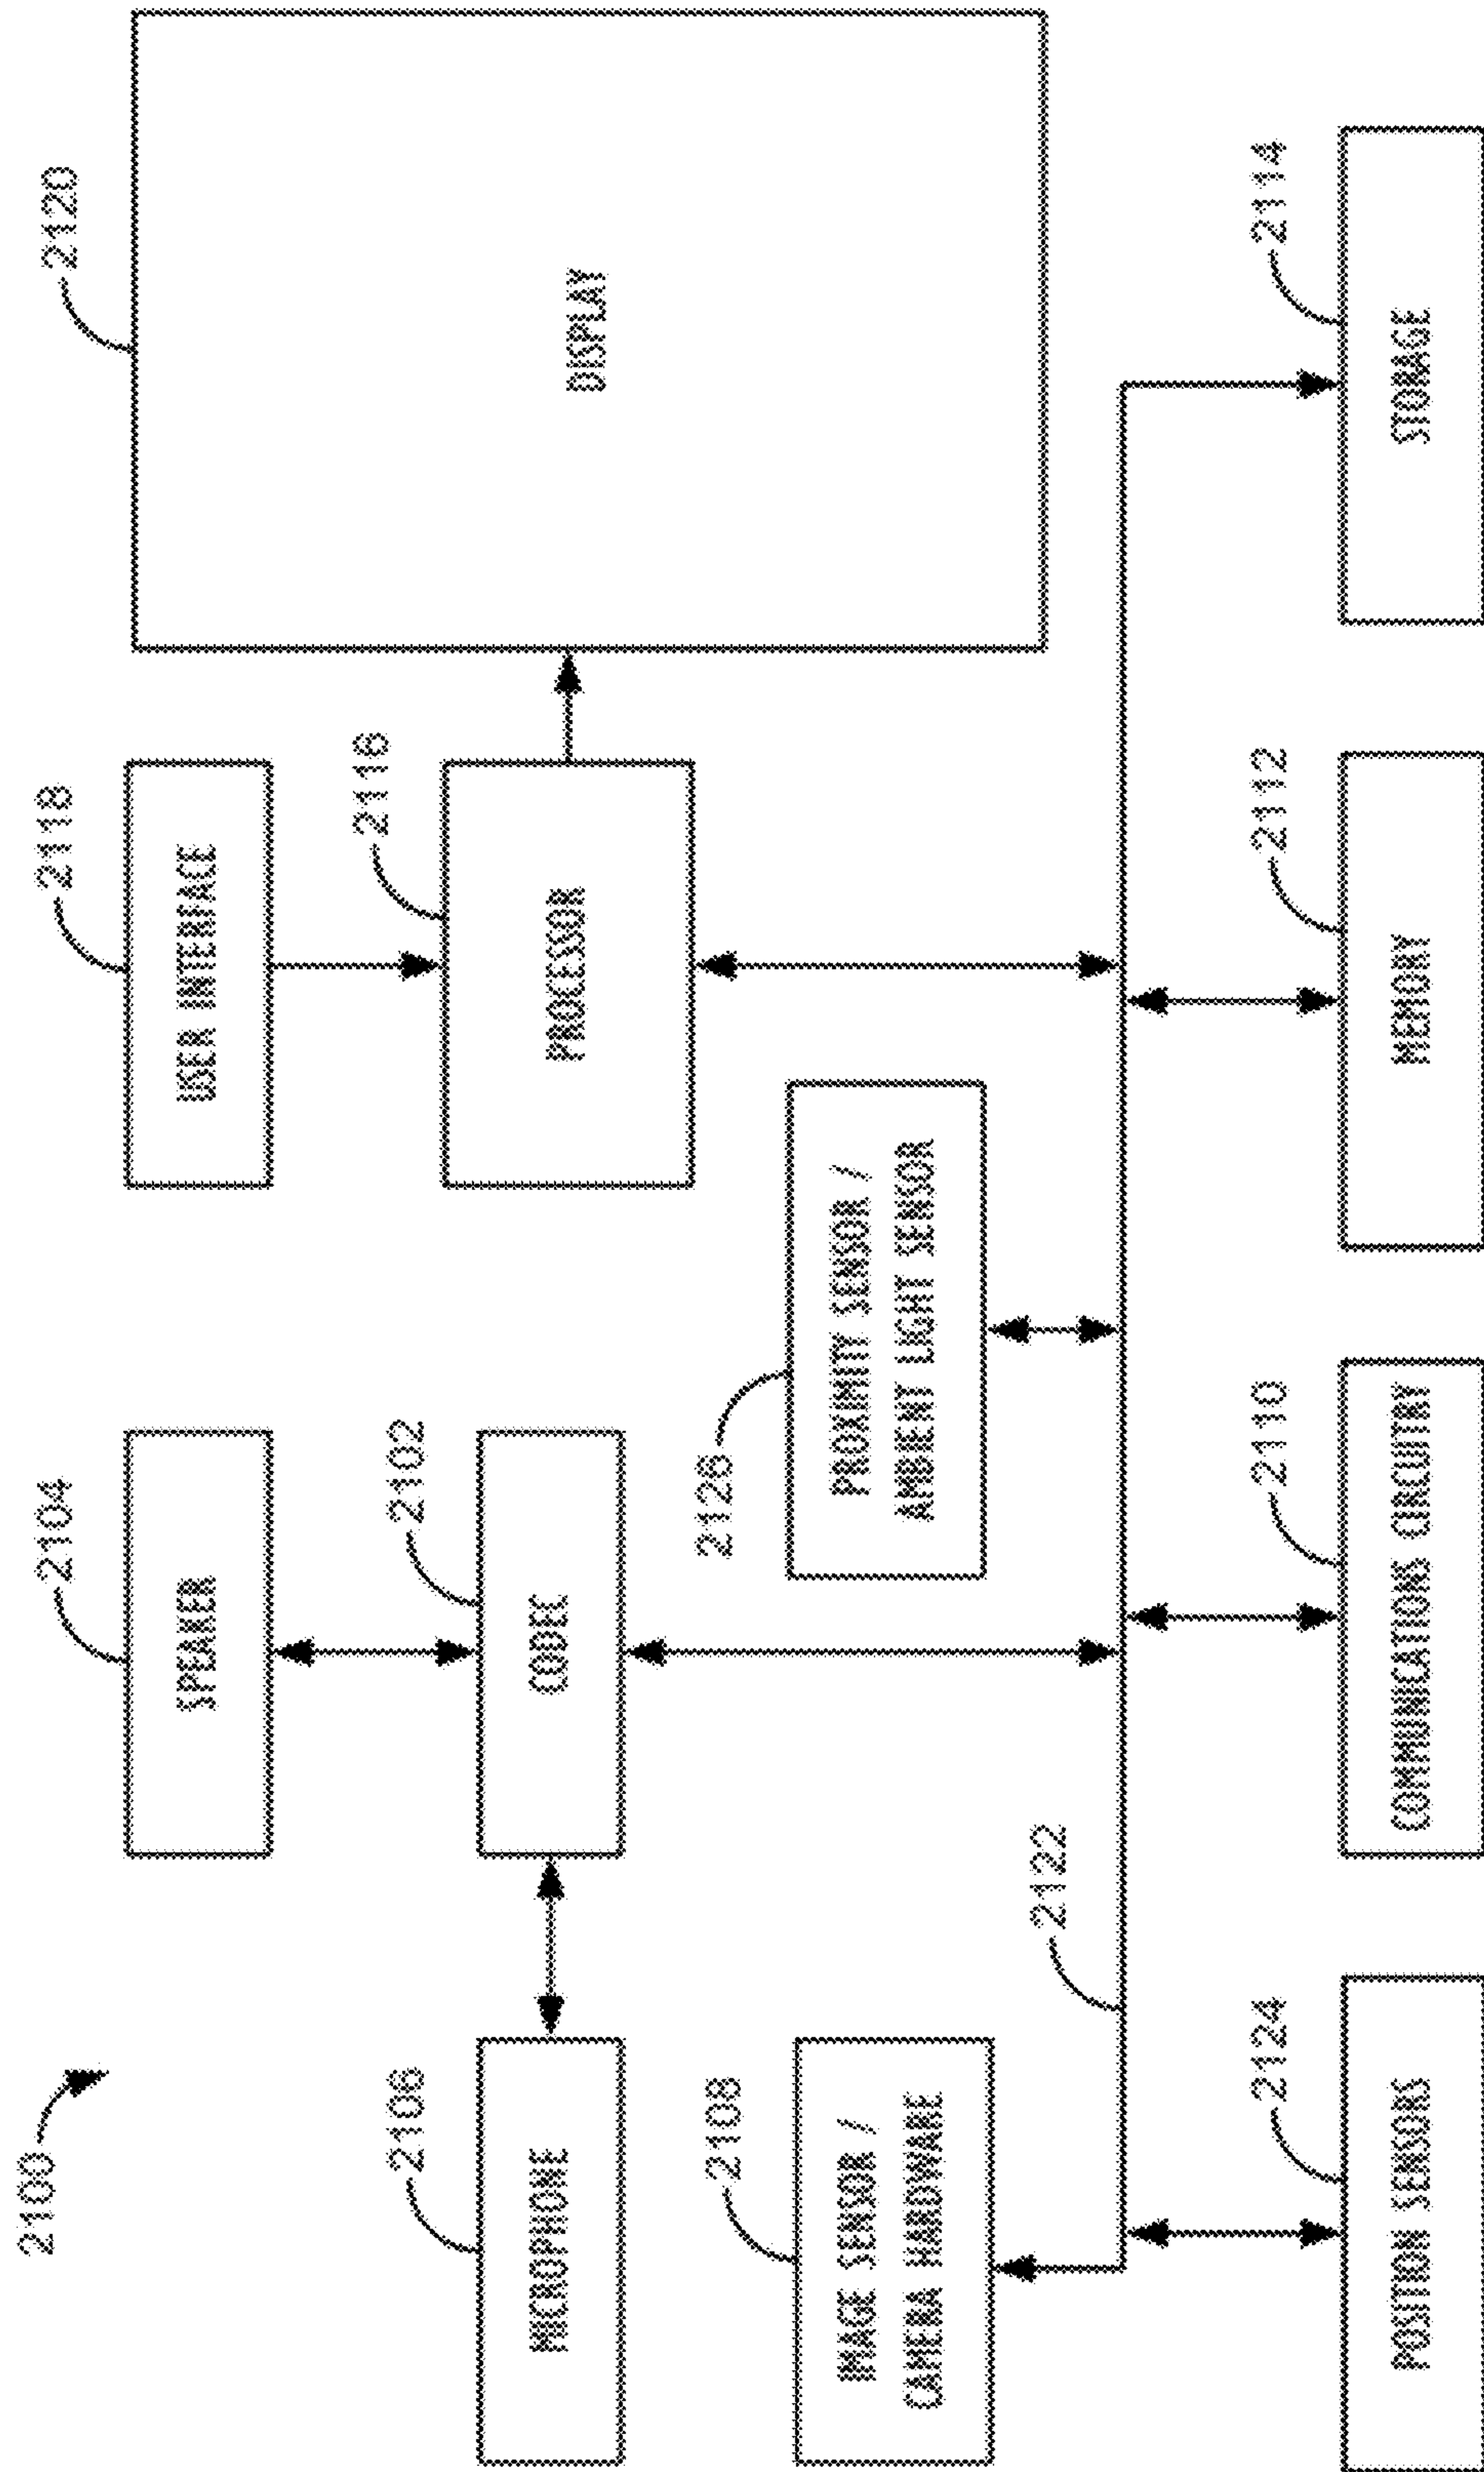 2100
2104
SPEAKER
2118
USER INTERFACE
2120
DISPLAY
2106
MICROPHONE
2102
CODEC
2116
PROCESSOR
2108
IMAGE SENSOR /
CAMERA HARDWARE
2126
PROXIMITY SENSOR /
AMBIENT LIGHT SENSOR
2122
2124
POSITION SENSORS
2110
COMMUNICATIONS CIRCUITRY
2112
MEMORY
2114
STORAGE